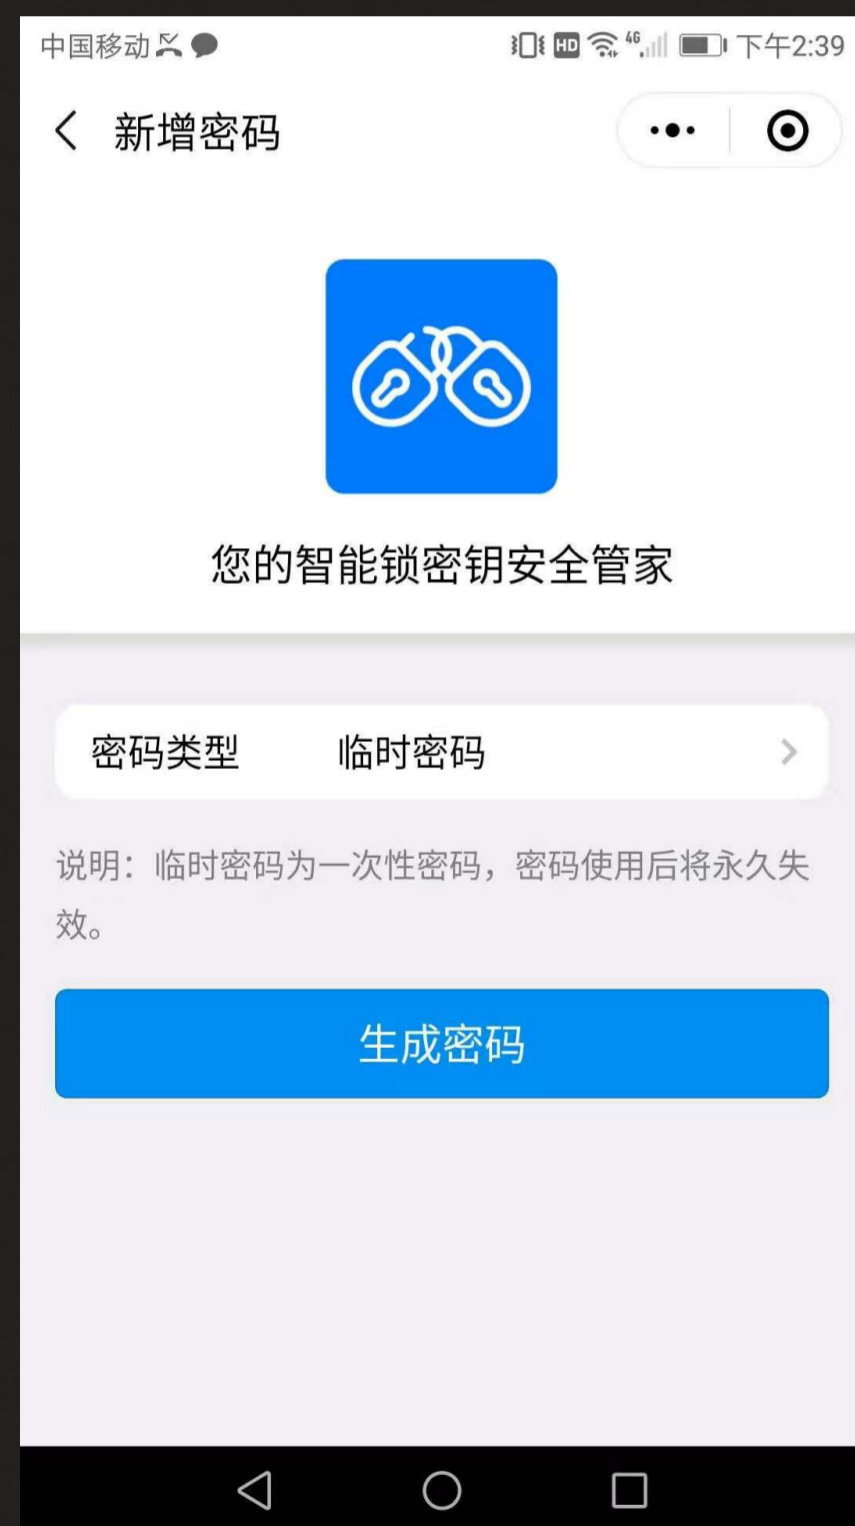 中国移动 HD 4G 下午2:39
新增密码
您的智能锁密钥安全管家
密码类型 临时密码
说明：临时密码为一次性密码，密码使用后将永久失
效。
生成密码